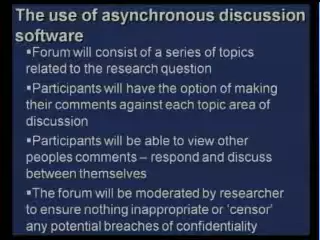 The use of asynchronous discussion
software
▪Forum will consist of a series of topics
related to the research question
▪Participants will have the option of making
their comments against each topic area of
discussion
▪Participants will be able to view other
peoples comments – respond and discuss
between themselves
▪The forum will be moderated by researcher
to ensure nothing inappropriate or 'censor'
any potential breaches of confidentiality